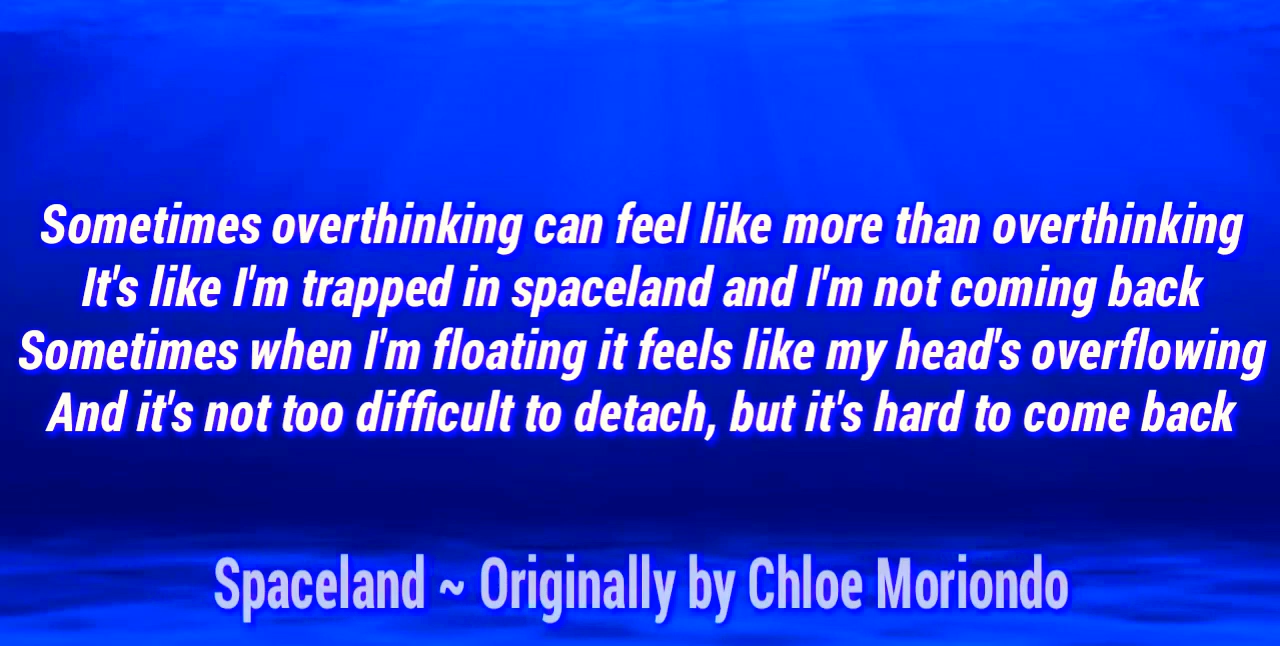 Sometimes overthinking can feel like more than overthinking
It's like I'm trapped in spaceland and I'm not coming back
Sometimes when I'm floating it feels like my head's overflowing
And it's not too difficult to detach, but it's hard to come back
Spaceland ~ Originally by Chloe Moriondo